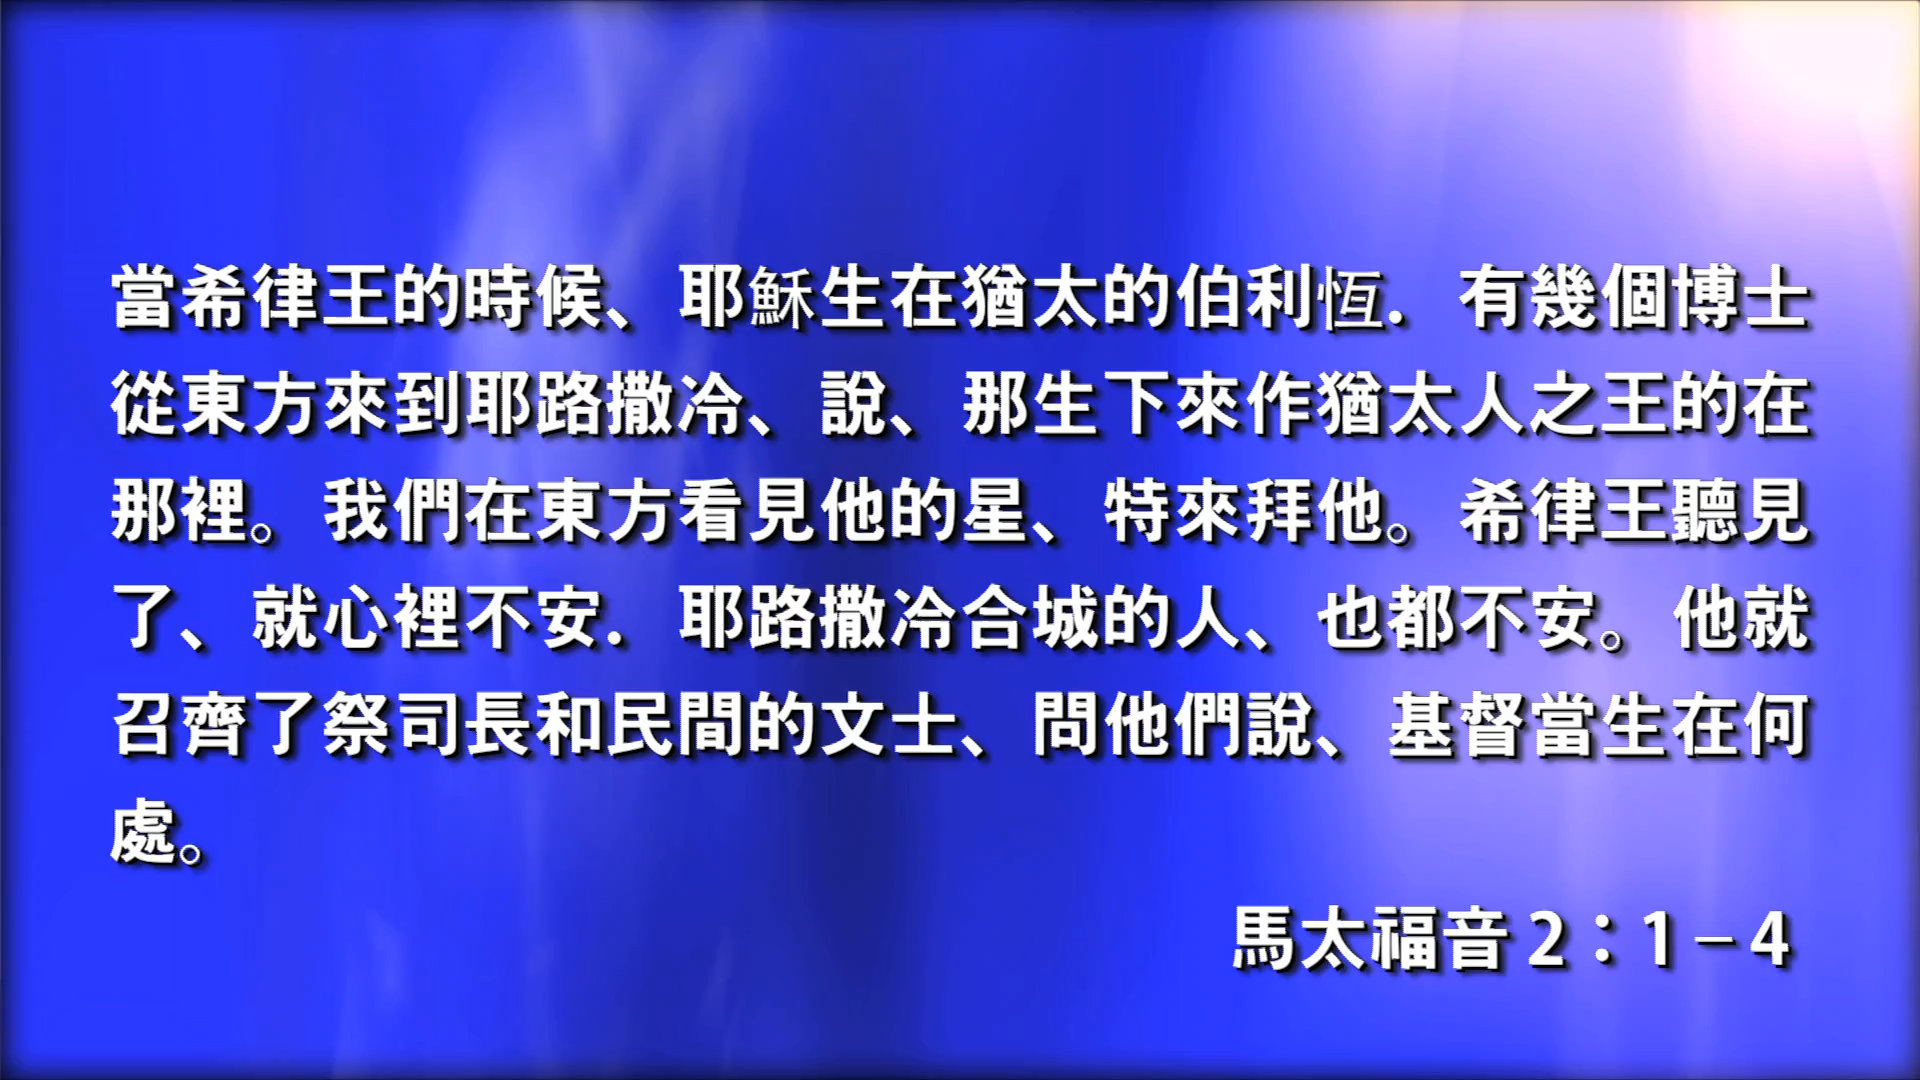 當希律王的時候、耶穌生在猶太的伯利恆．有幾個博士
從東方來到耶路撒冷、說、那生下來作猶太人之王的在
那裡。我們在東方看見他的星、特來拜他。希律王聽見
了、就心裡不安．耶路撒冷合城的人、也都不安。他就
召齊了祭司長和民間的文士、問他們說、基督當生在何
處。
馬太福音 2：1－4